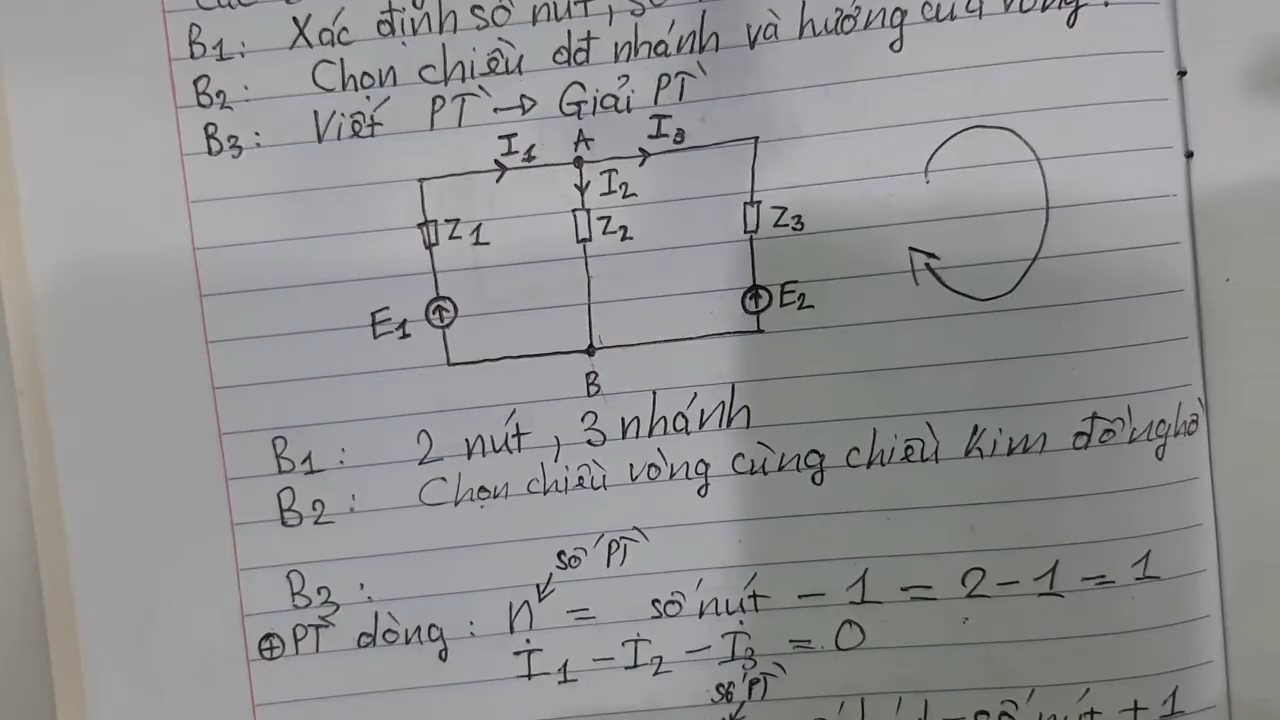 B1: Xác định số nút,
B2: Chọn chiều dđ nhánh và hướng của vòng.
B3: Viết PT → Giải PT
I1 A I3
I2
Z1 Z2 Z3
E1 E2
B
B1: 2 nút, 3 nhánh
B2: Chọn chiều vòng cùng chiều kim đồng hồ
B3:
số PT
⊕PT dòng: n = số nút - 1 = 2 - 1 = 1
İ1 - İ2 - İ3 = 0
số PT
số nút + 1